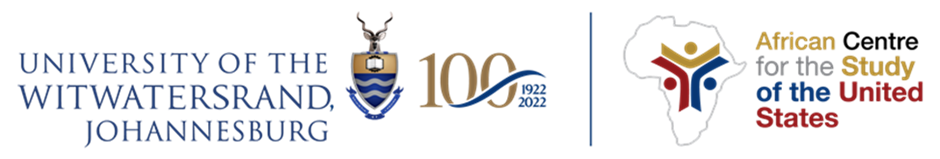 UNIVERSITY OF THE
WITWATERSRAND,
JOHANNESBURG
100
1922
2022
African Centre
for the Study
of the United
States